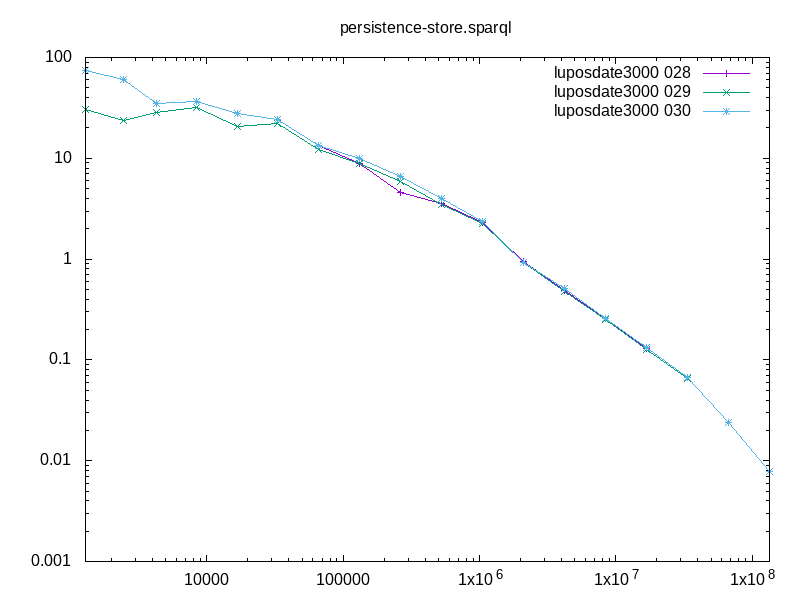 persistence-store.sparql
100
10
1
0.1
0.01
0.001
luposdate3000 028
luposdate3000 029
luposdate3000 030
10000 100000 1x10^6 1x10^7 1x10^8